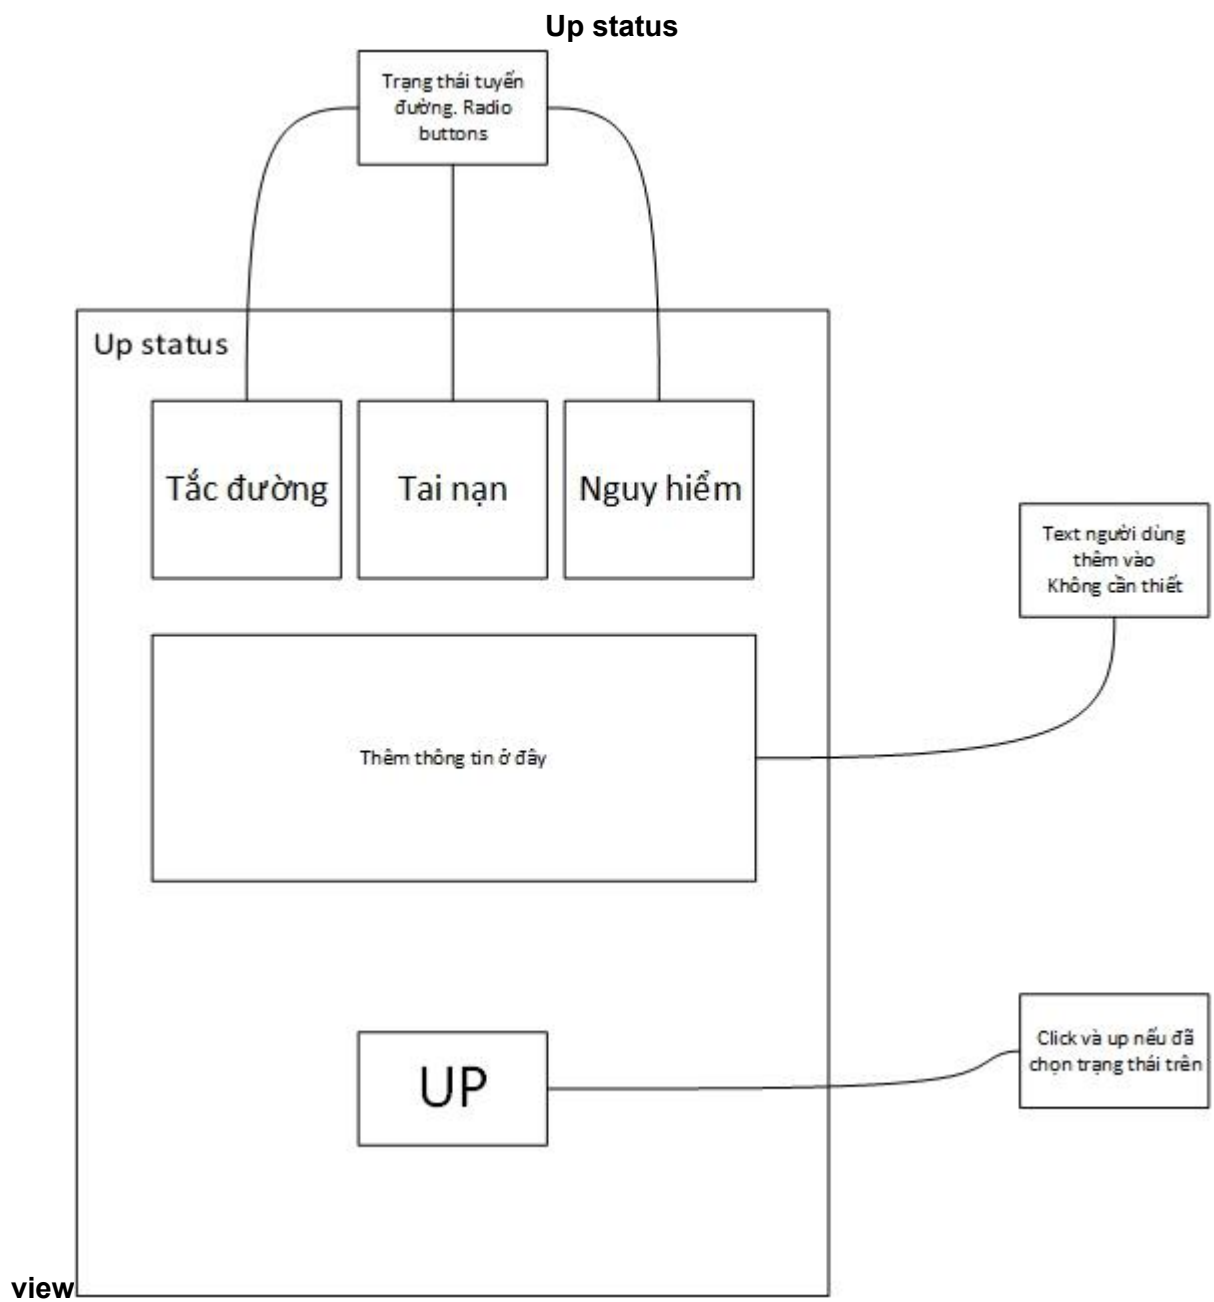 Up status
Trạng thái tuyến
đường. Radio
buttons
Up status
Tắc đường
Tai nạn
Nguy hiểm
Text người dùng
thêm vào
Không cần thiết
Thêm thông tin ở đây
Click và up nếu đã
chọn trạng thái trên
UP
view